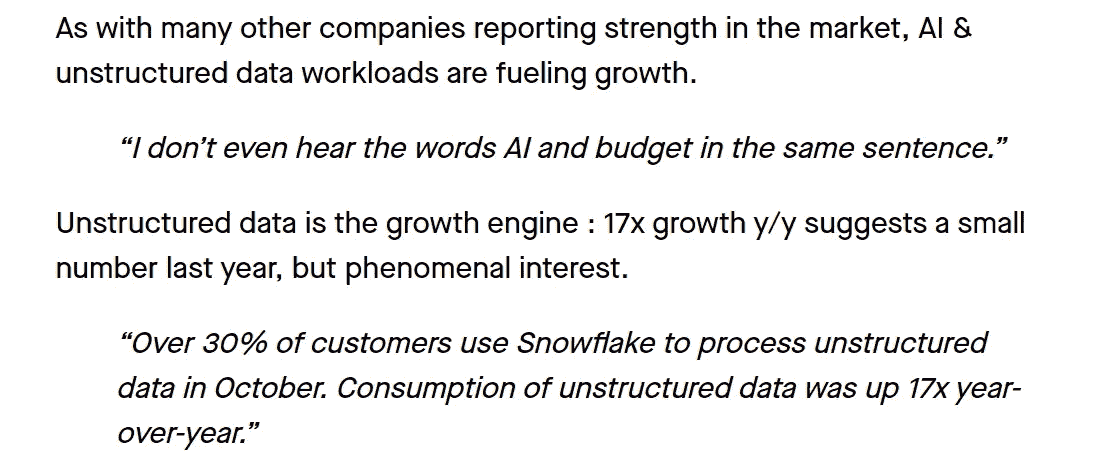 As with many other companies reporting strength in the market, AI &
unstructured data workloads are fueling growth.
“I don’t even hear the words AI and budget in the same sentence.”
Unstructured data is the growth engine : 17x growth y/y suggests a small
number last year, but phenomenal interest.
“Over 30% of customers use Snowflake to process unstructured
data in October. Consumption of unstructured data was up 17x year-
over-year.”